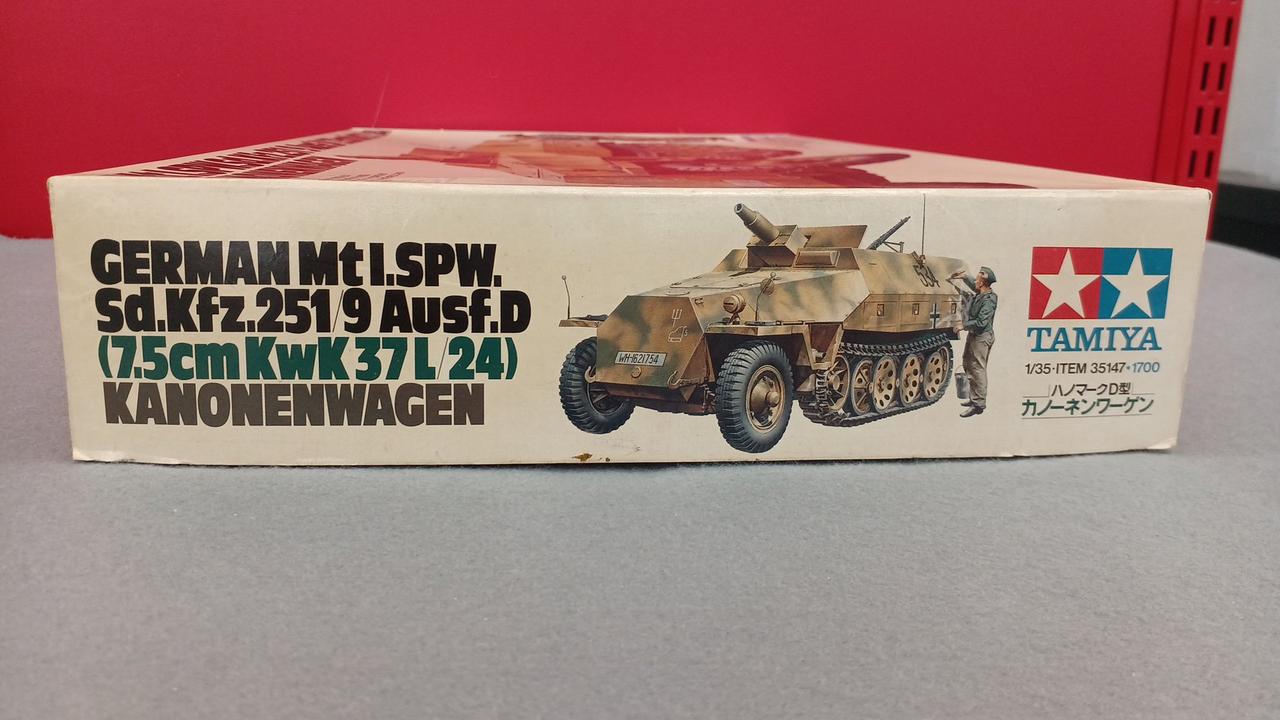 GERMAN Mt l.SPW.
Sd.Kfz.251/9 Ausf.D
(7.5cm KwK 37 L/24)
KANONENWAGEN
WH-1621754
634
TAMIYA
1/35・ITEM 35147・1700
ハノマークD型
カノーネンワーゲン